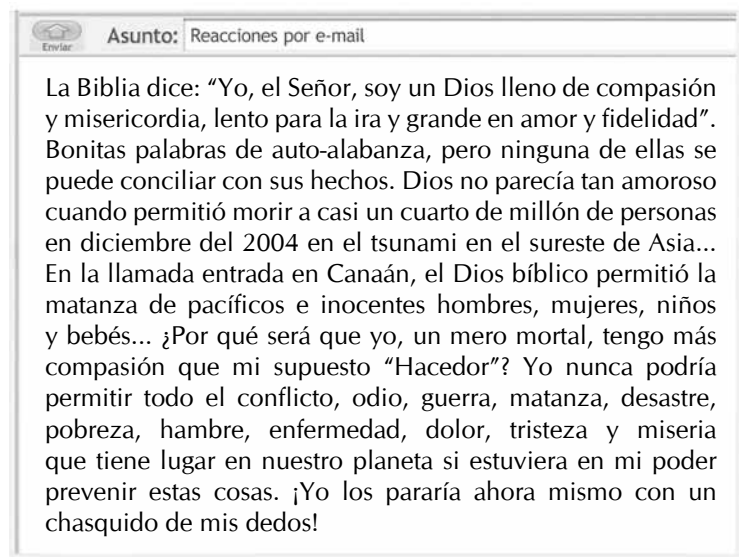 Enviar
Asunto: Reacciones por e-mail
La Biblia dice: “Yo, el Señor, soy un Dios lleno de compasión
y misericordia, lento para la ira y grande en amor y fidelidad”.
Bonitas palabras de auto-alabanza, pero ninguna de ellas se
puede conciliar con sus hechos. Dios no parecía tan amoroso
cuando permitió morir a casi un cuarto de millón de personas
en diciembre del 2004 en el tsunami en el sureste de Asia...
En la llamada entrada en Canaán, el Dios bíblico permitió la
matanza de pacíficos e inocentes hombres, mujeres, niños
y bebés... ¿Por qué será que yo, un mero mortal, tengo más
compasión que mi supuesto “Hacedor”? Yo nunca podría
permitir todo el conflicto, odio, guerra, matanza, desastre,
pobreza, hambre, enfermedad, dolor, tristeza y miseria
que tiene lugar en nuestro planeta si estuviera en mi poder
prevenir estas cosas. ¡Yo los pararía ahora mismo con un
chasquido de mis dedos!